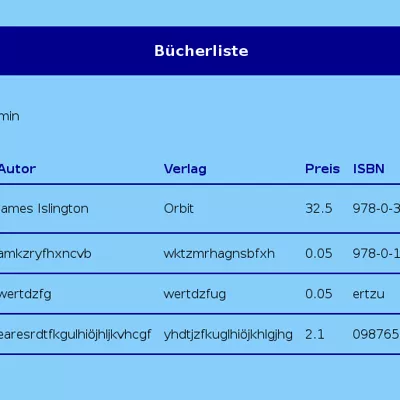 Bücherliste
min
Autor Verlag Preis ISBN
ames Islington Orbit 32.5 978-0-3
amkzryfhxncvb wktzmrhagnsbfxh 0.05 978-0-1
wertdzfg wertdzfug 0.05 ertzu
earesrdtfkgulhiöjhljkvhcgf yhdtjzfkuglhiöjkhlgjhg 2.1 098765